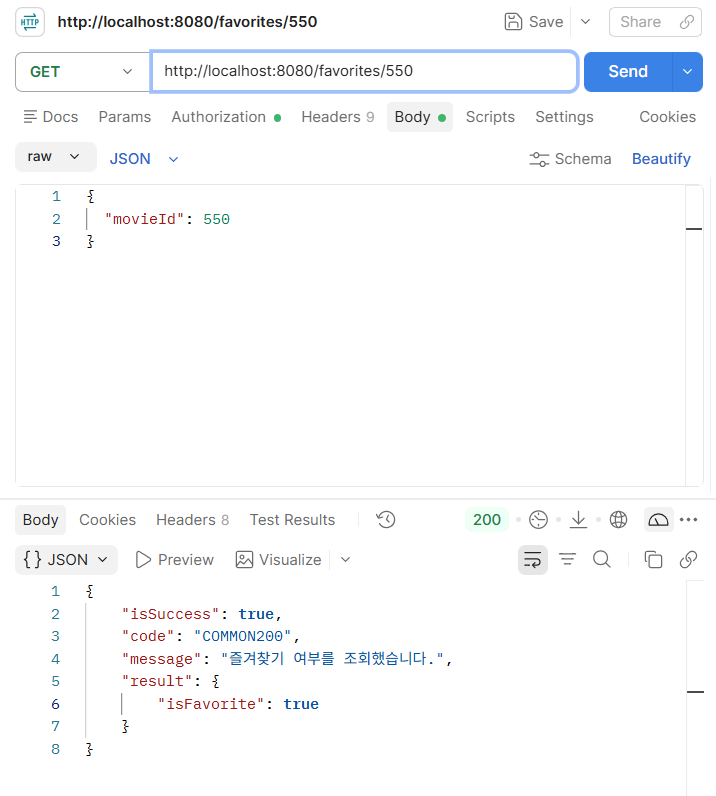 HTTP http://localhost:8080/favorites/550 Save Share
GET http://localhost:8080/favorites/550 Send
Docs Params Authorization Headers 9 Body Scripts Settings Cookies
raw JSON Schema Beautify
1 {
2 "movieId": 550
3 }
Body Cookies Headers 8 Test Results 200
{} JSON Preview Visualize
1 {
2 "isSuccess": true,
3 "code": "COMMON200",
4 "message": "즐겨찾기 여부를 조회했습니다.",
5 "result": {
6 "isFavorite": true
7 }
8 }